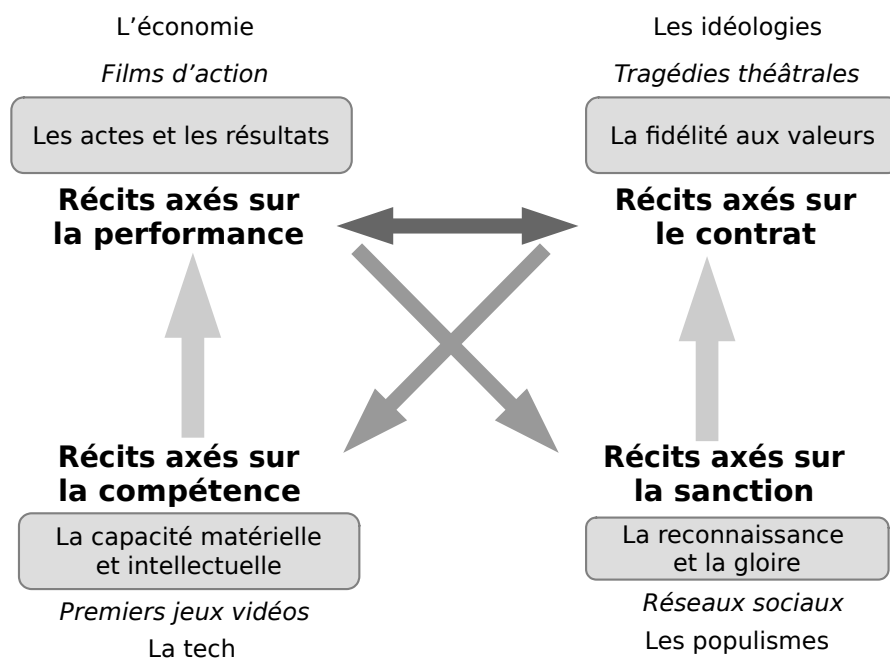 L’économie
Films d’action
Les actes et les résultats
Récits axés sur
la performance
Les idéologies
Tragédies théâtrales
La fidélité aux valeurs
Récits axés sur
le contrat
Récits axés sur
la compétence
La capacité matérielle
et intellectuelle
Premiers jeux vidéos
La tech
Récits axés sur
la sanction
La reconnaissance
et la gloire
Réseaux sociaux
Les populismes